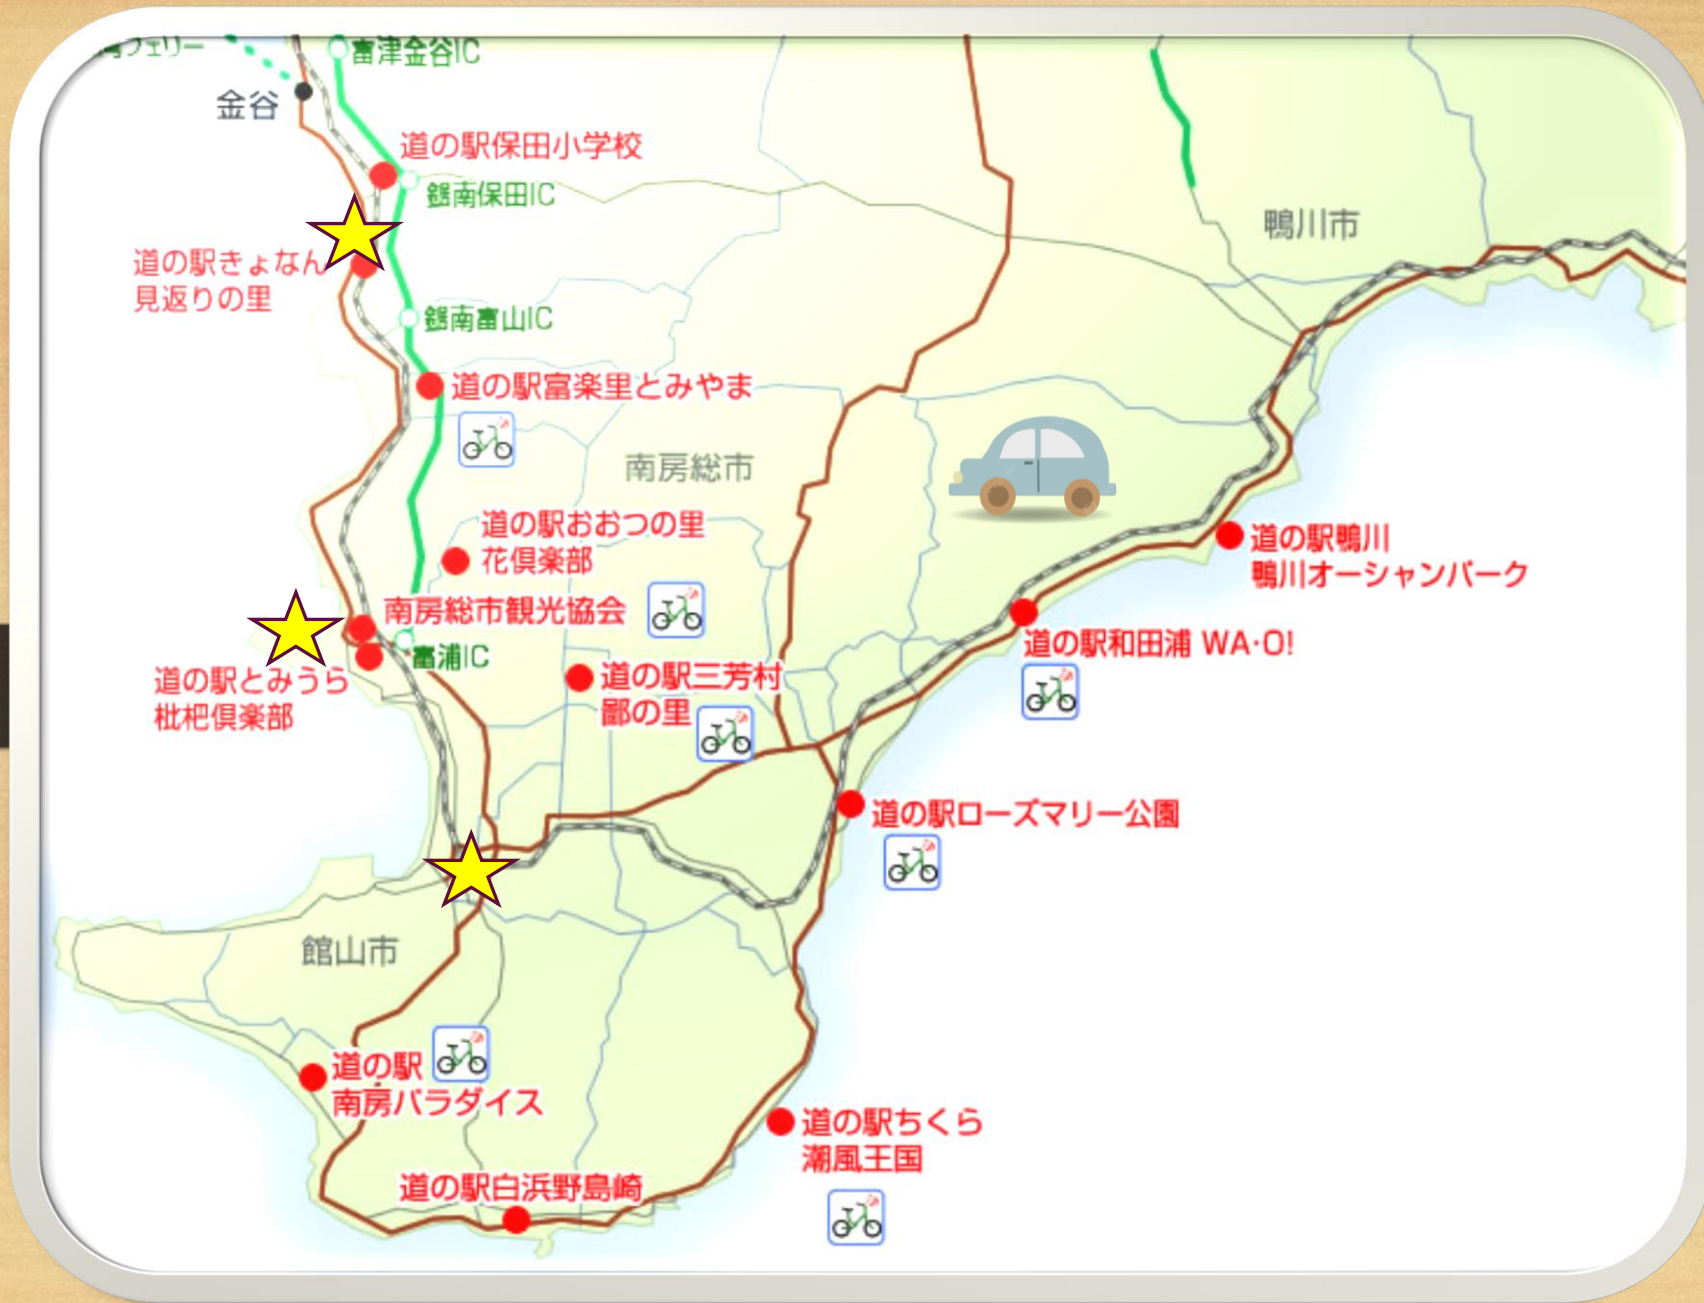 フェリー
富津金谷IC
金谷
道の駅保田小学校
鋸南保田IC
鴨川市
道の駅きょなん
見返りの里
鋸南富山IC
道の駅富楽里とみやま
南房総市
道の駅おおつの里
花倶楽部
道の駅鴨川
鴨川オーシャンパーク
南房総市観光協会
富浦IC
道の駅和田浦 WA・O!
道の駅とみうら
枇杷倶楽部
道の駅三芳村
鄙の里
道の駅ローズマリー公園
館山市
道の駅
南房パラダイス
道の駅ちくら
潮風王国
道の駅白浜野島崎